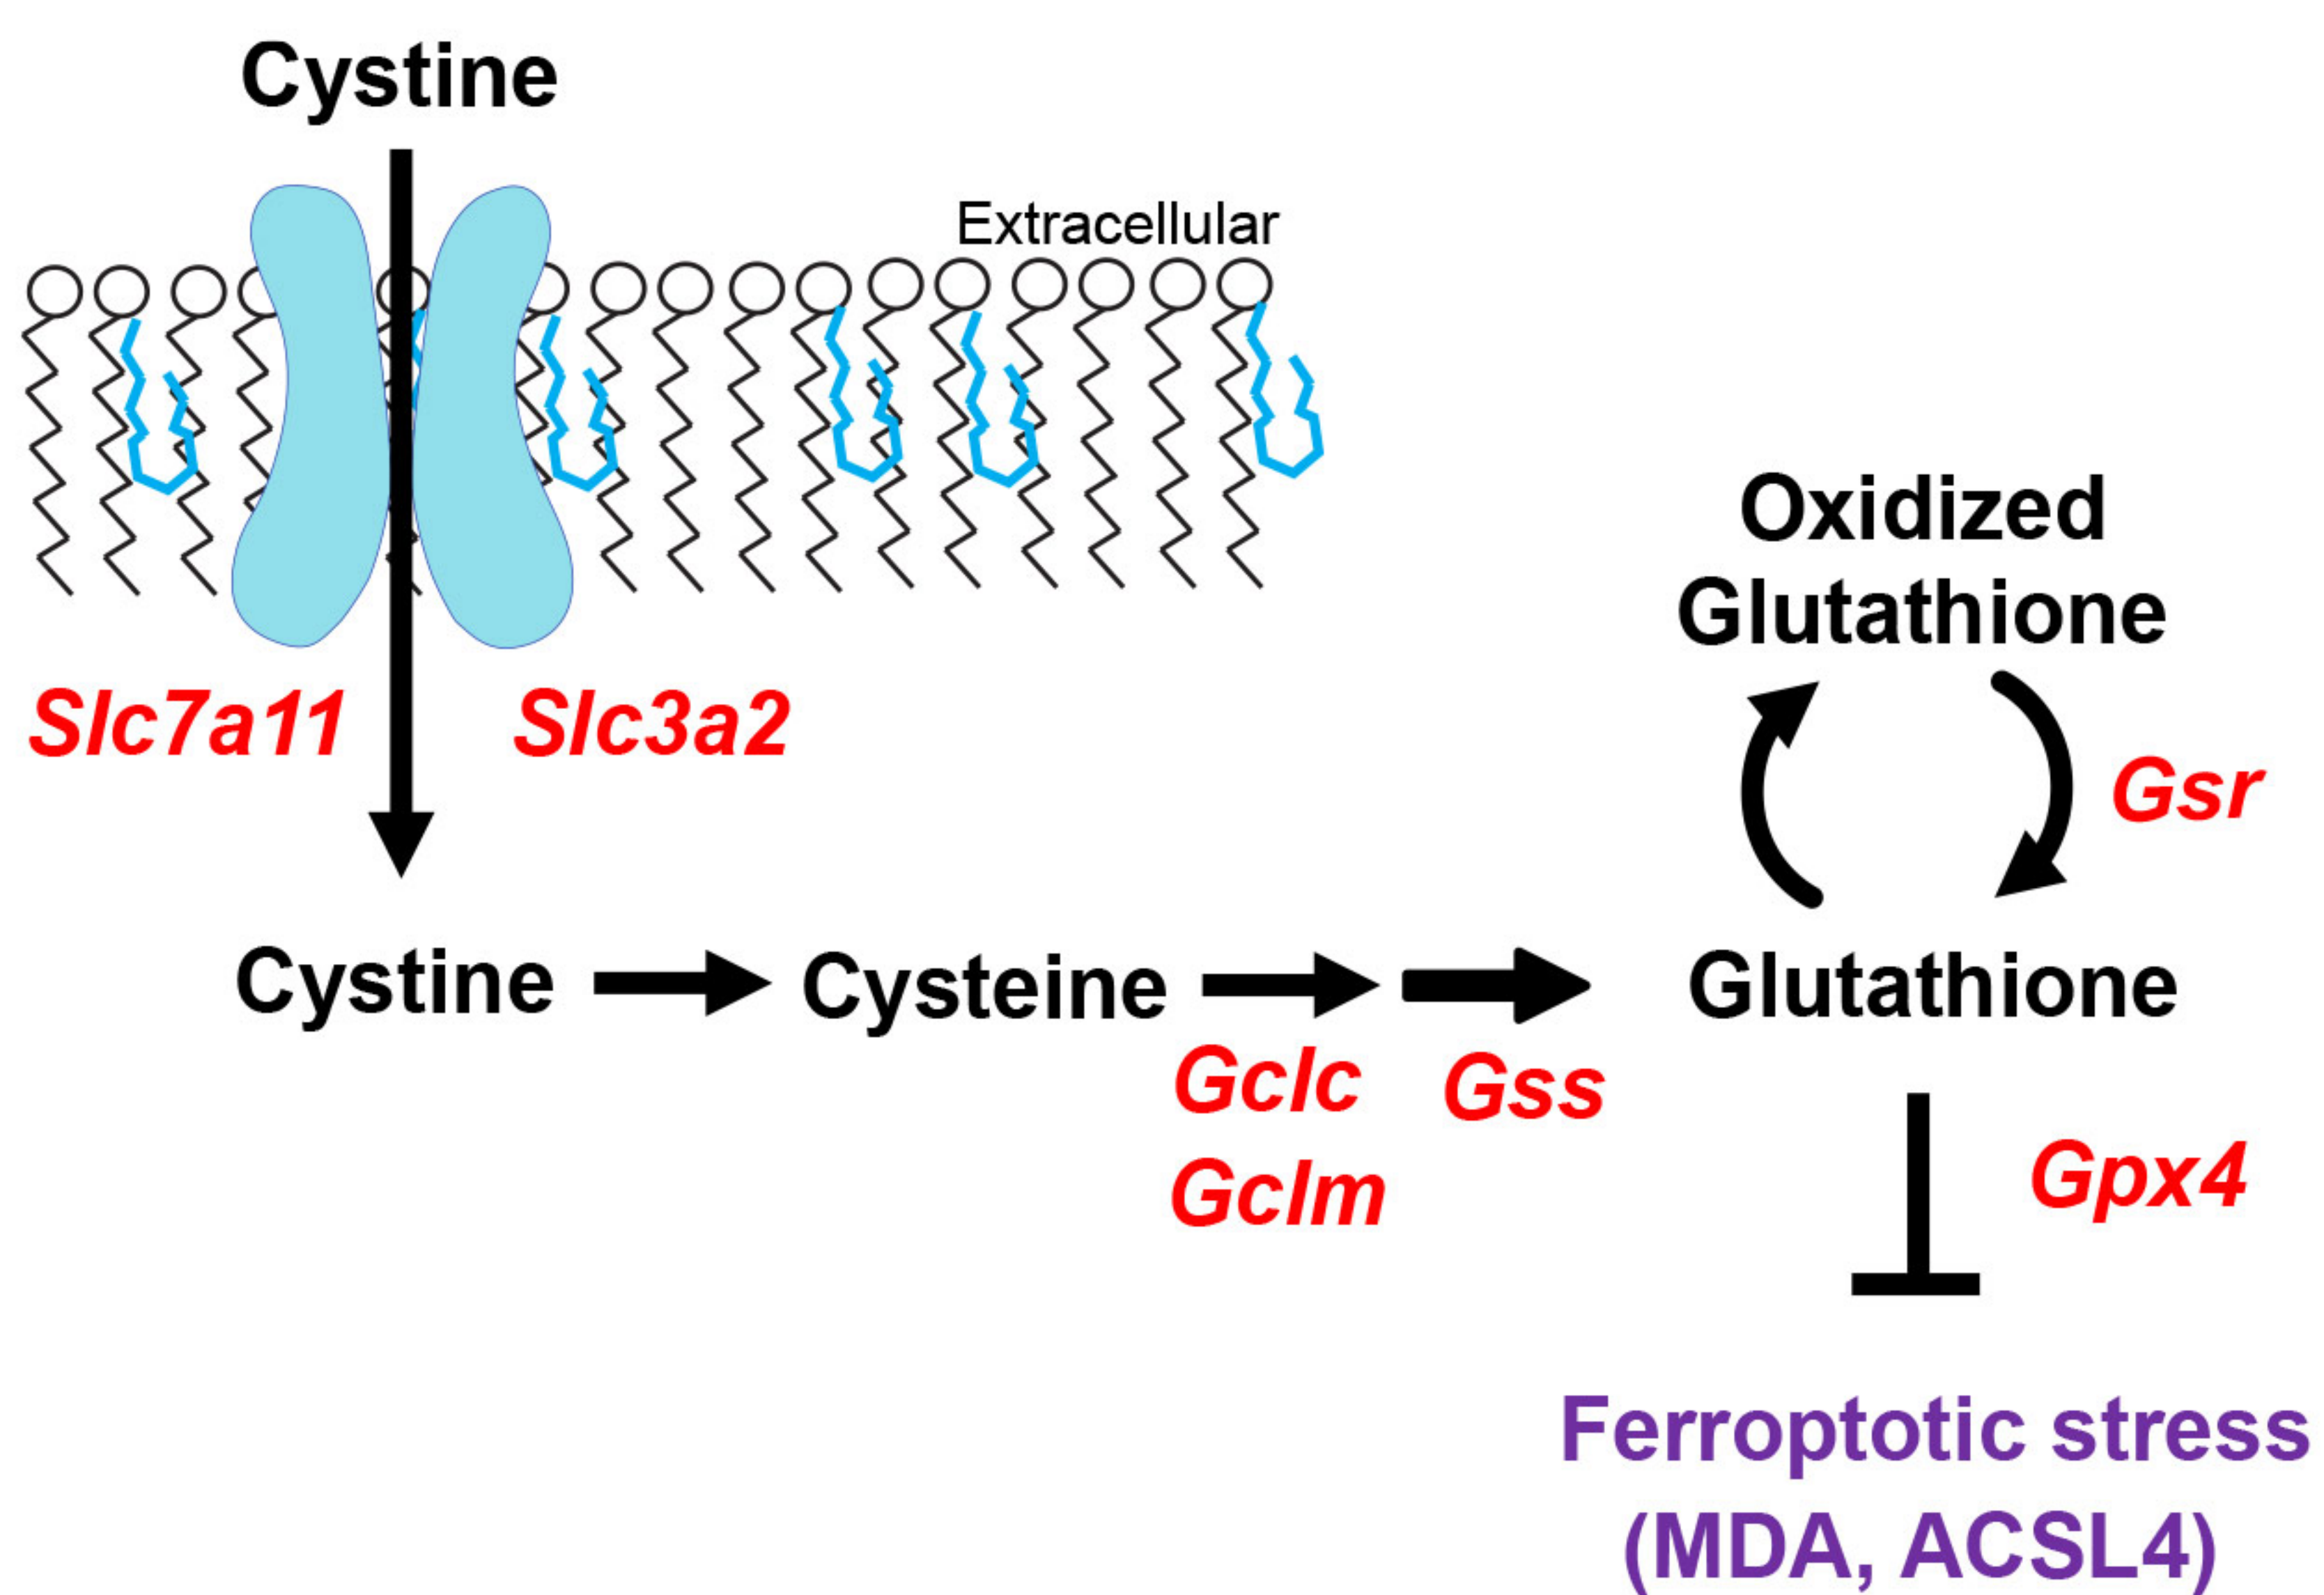 Cystine
Extracellular
Oxidized
Glutathione
Slc7a11
Slc3a2
Gsr
Cystine
Cysteine
Glutathione
Gclc
Gss
Gclm
Gpx4
Ferroptotic stress
(MDA, ACSL4)